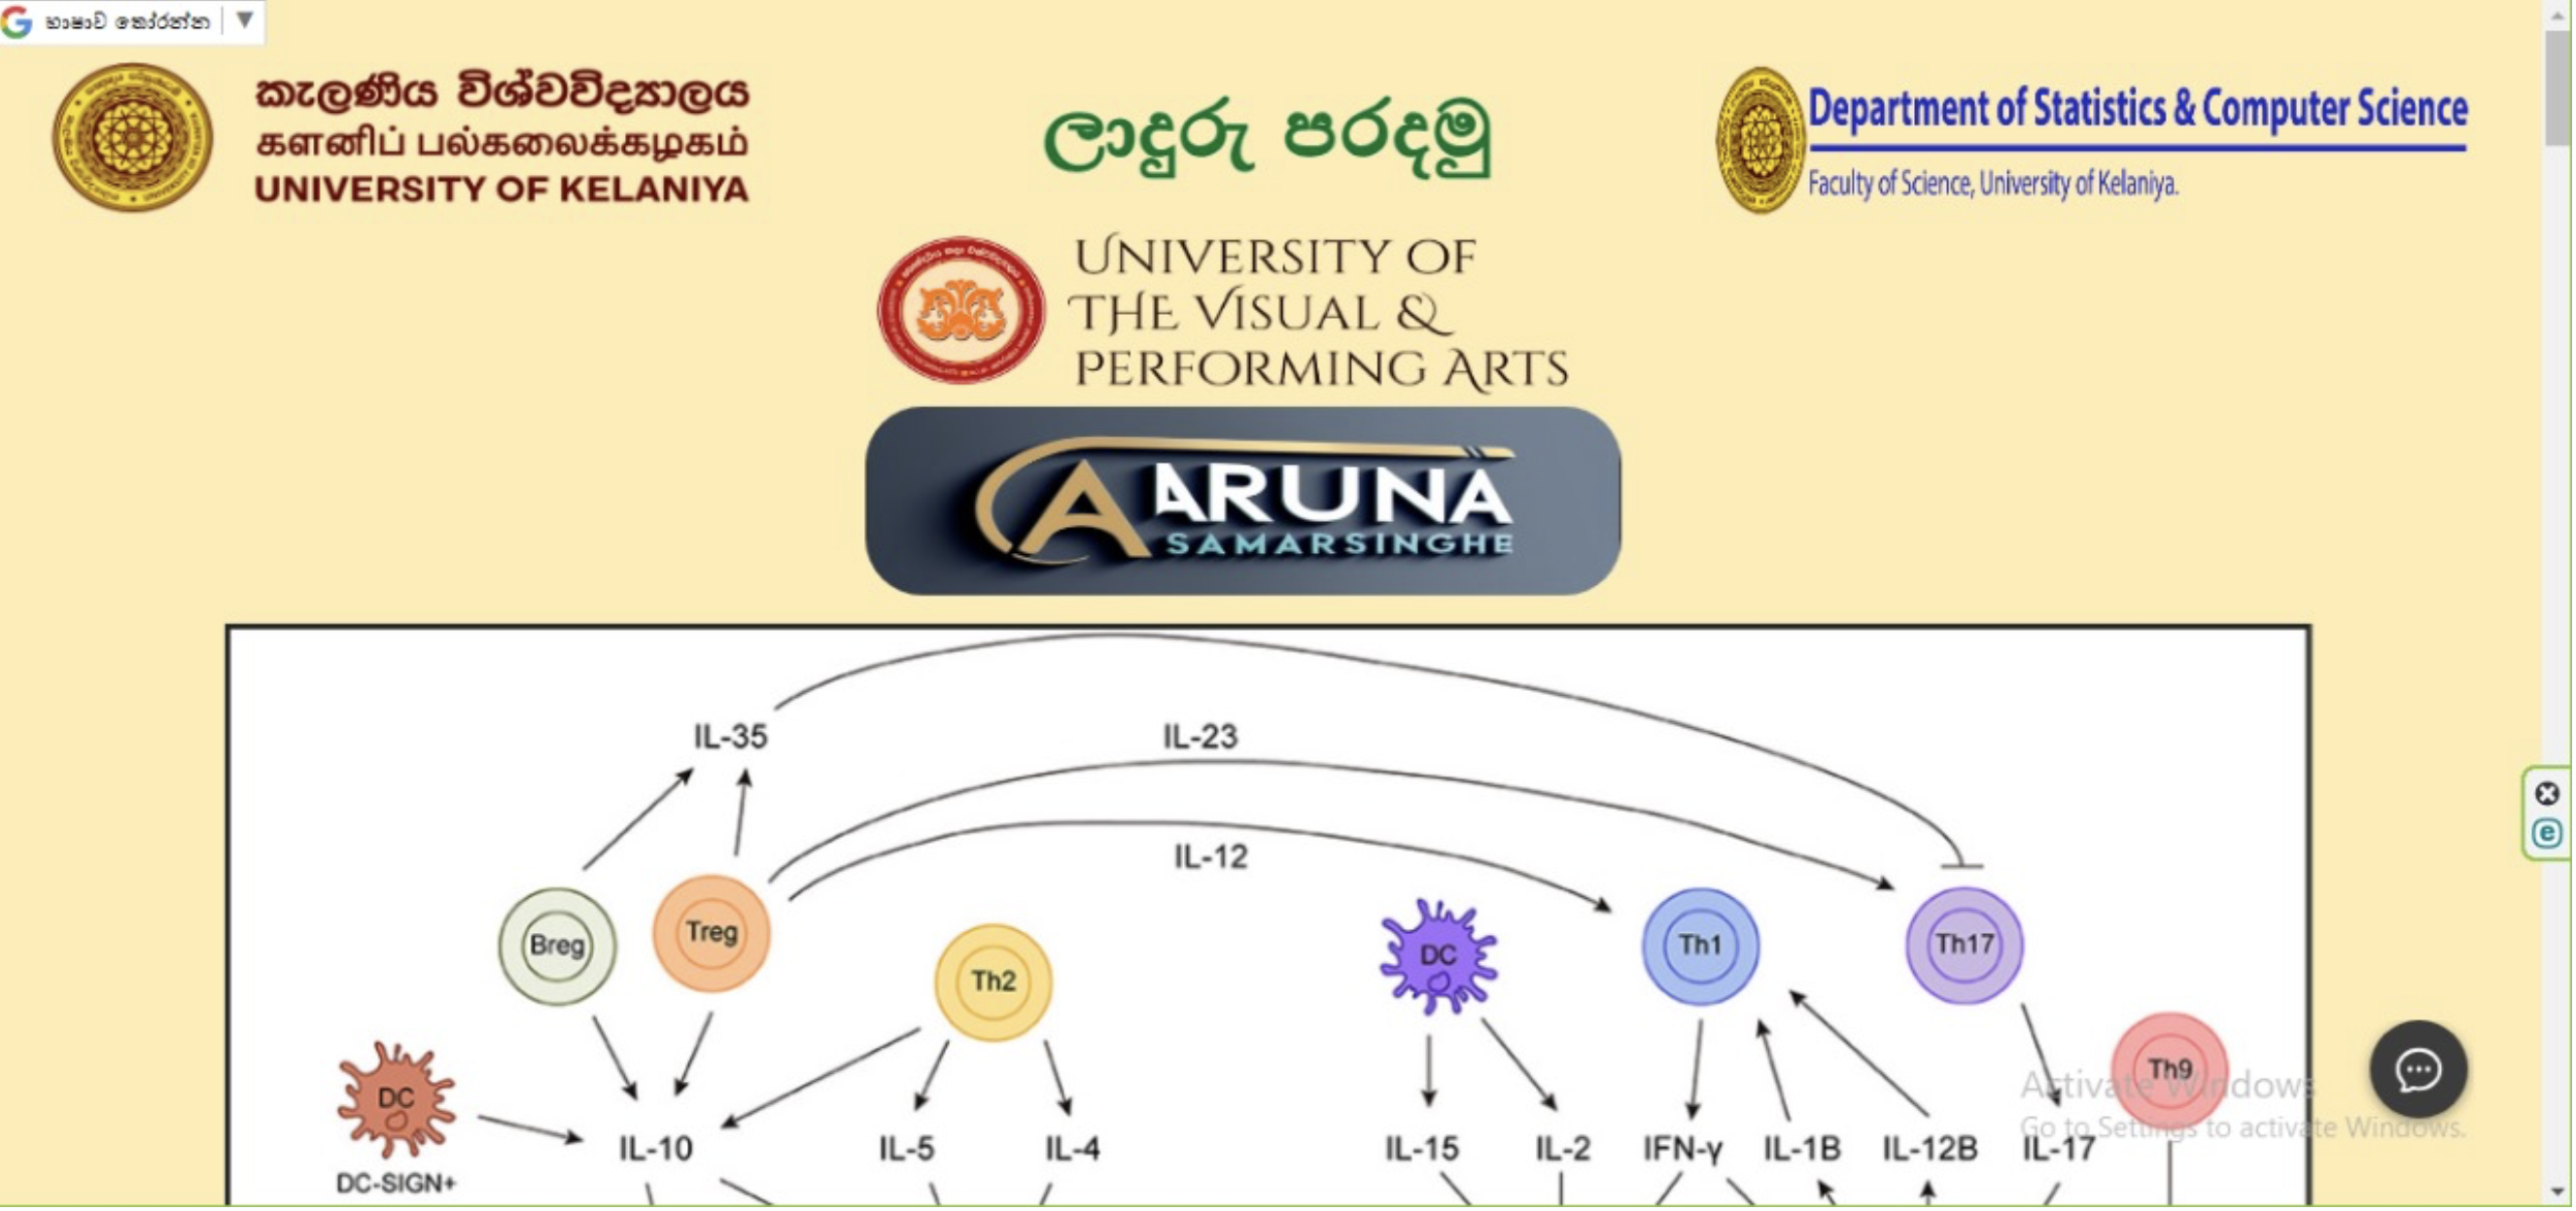 භාෂාව තෝරන්න ▼
කැලණිය විශ්වවිද්‍යාලය
களனிப் பல்கலைக்கழகம்
UNIVERSITY OF KELANIYA
ලාදුරු පරදමු
Department of Statistics & Computer Science
Faculty of Science, University of Kelaniya.
UNIVERSITY OF
THE VISUAL &
PERFORMING ARTS
A ARUNA
SAMARSINGHE
IL-35
IL-23
IL-12
Breg
Treg
Th2
DC
Th1
Th17
DC
Th9
DC-SIGN+
IL-10
IL-5
IL-4
IL-15
IL-2
IFN-γ
IL-1B
IL-12B
IL-17
Activate Windows
Go to Settings to activate Windows.